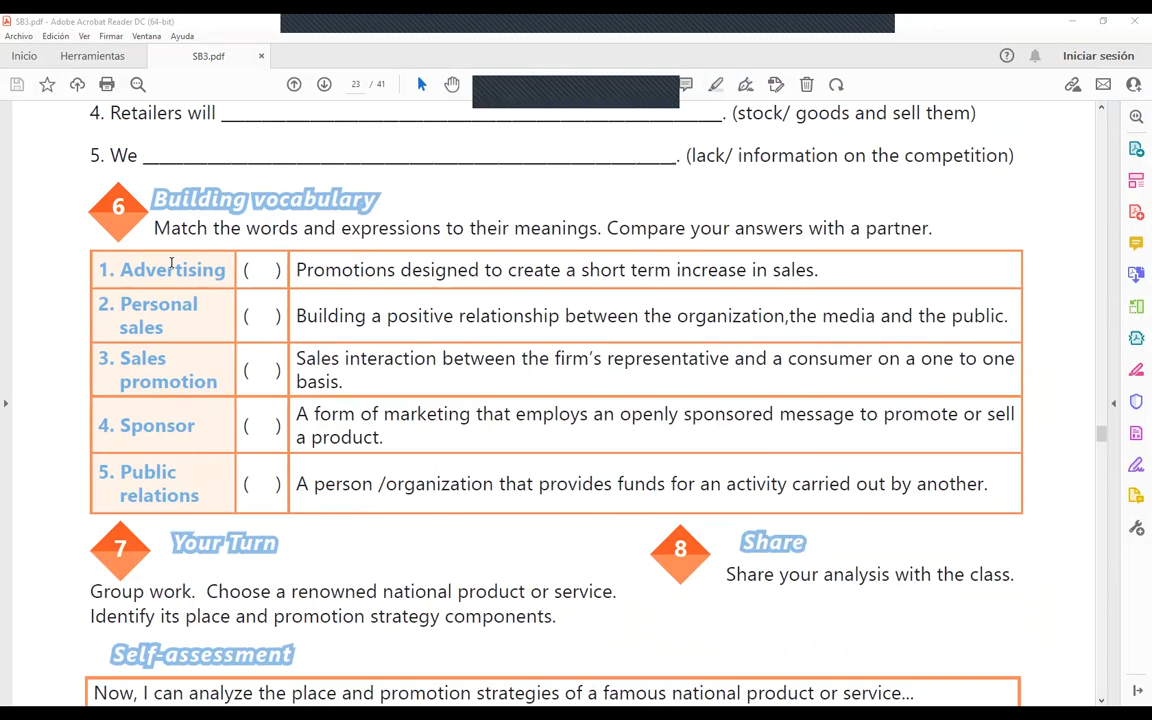 SB3.pdf - Adobe Acrobat Reader DC (64-bit)
Archivo Edición Ver Firmar Ventana Ayuda
Inicio Herramientas SB3.pdf × Iniciar sesión
23 / 41
4. Retailers will ______________________________. (stock/ goods and sell them)
5. We ______________________________. (lack/ information on the competition)
6 Building vocabulary
Match the words and expressions to their meanings. Compare your answers with a partner.
1. Advertising ( ) Promotions designed to create a short term increase in sales.
2. Personal
sales ( ) Building a positive relationship between the organization,the media and the public.
3. Sales
promotion ( ) Sales interaction between the firm's representative and a consumer on a one to one
basis.
4. Sponsor ( ) A form of marketing that employs an openly sponsored message to promote or sell
a product.
5. Public
relations ( ) A person /organization that provides funds for an activity carried out by another.
7 Your Turn
Group work. Choose a renowned national product or service.
Identify its place and promotion strategy components.
8 Share
Share your analysis with the class.
Self-assessment
Now, I can analyze the place and promotion strategies of a famous national product or service...